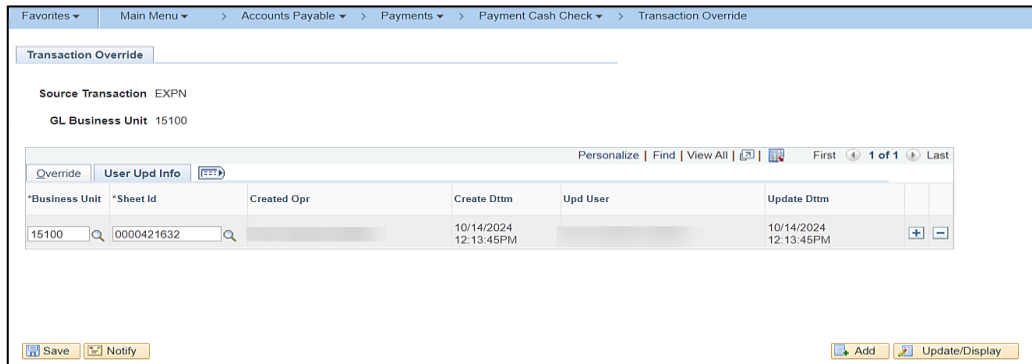 Favorites Main Menu > Accounts Payable > Payments > Payment Cash Check > Transaction Override
Transaction Override
Source Transaction EXPN
GL Business Unit 15100
Personalize | Find | View All | | First 1 of 1 Last
Override User Upd Info
*Business Unit *Sheet Id Created Opr Create Dttm Upd User Update Dttm
15100 0000421632 10/14/2024 12:13:45PM 10/14/2024 12:13:45PM
Save Notify Add Update/Display